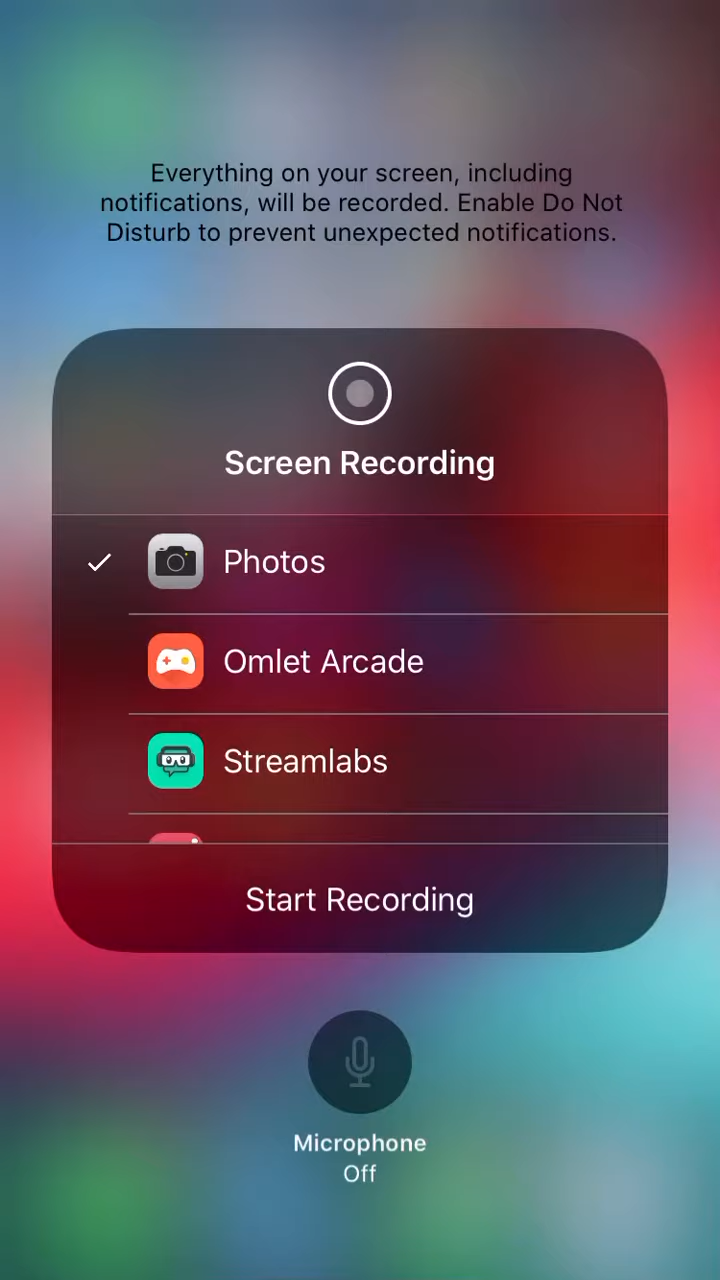 Everything on your screen, including
notifications, will be recorded. Enable Do Not
Disturb to prevent unexpected notifications.
Screen Recording
Photos
Omlet Arcade
Streamlabs
Start Recording
Microphone
Off